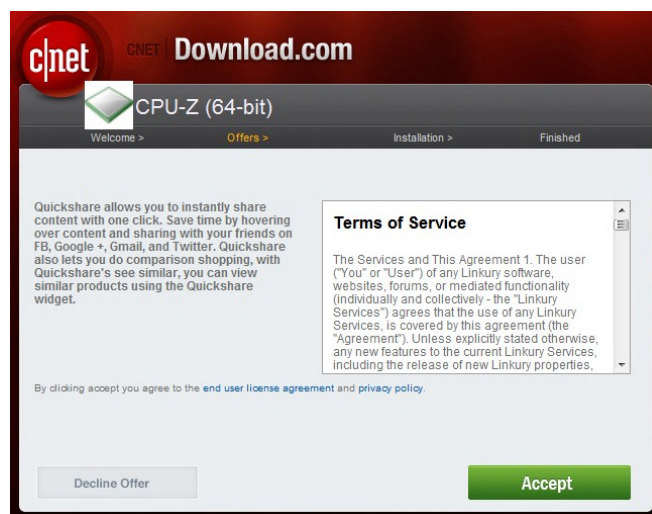 c|net
CNET Download.com
CPU-Z (64-bit)
Welcome > Offers > Installation > Finished
Quickshare allows you to instantly share
content with one click. Save time by hovering
over content and sharing with your friends on
FB, Google +, Gmail, and Twitter. Quickshare
also lets you do comparison shopping, with
Quickshare's see similar, you can view
similar products using the Quickshare
widget.
Terms of Service
The Services and This Agreement 1. The user
("You" or "User") of any Linkury software,
websites, forums, or mediated functionality
(individually and collectively - the "Linkury
Services") agrees that the use of any Linkury
Services, is covered by this agreement (the
"Agreement"). Unless explicitly stated otherwise,
any new features to the current Linkury Services,
including the release of new Linkury properties,
By clicking accept you agree to the end user license agreement and privacy policy.
Decline Offer
Accept